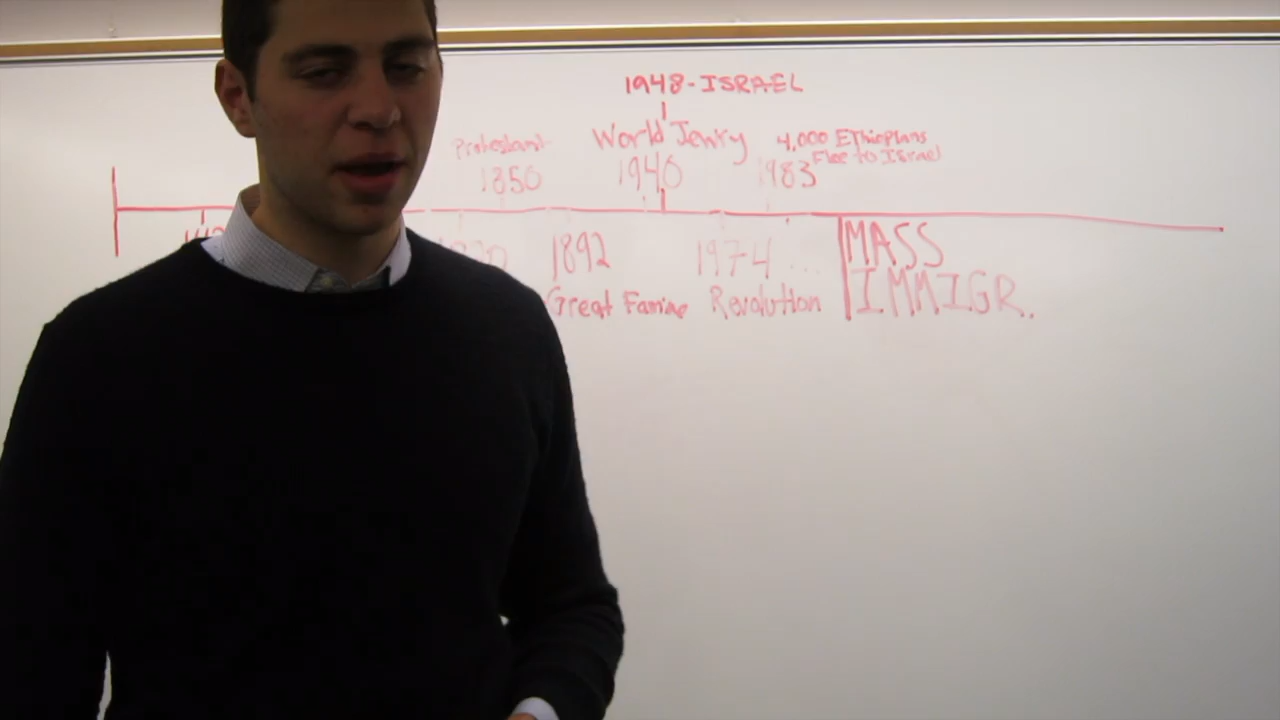 1948-ISRAEL
World Jewry
4,000 Ethiopians
Protestant
Flee to Israel
1850
1940
1983
1892
1974...
MASS
Great Famine
Revolution
IMMIGR.